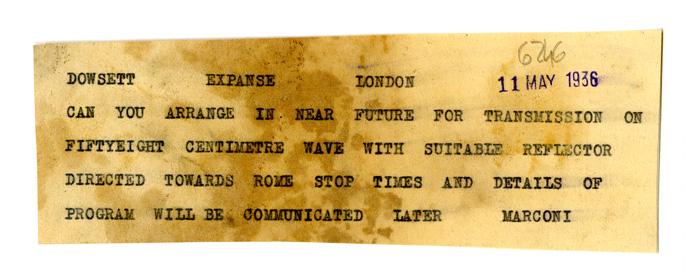 6246
DOWSETT EXPANSE LONDON 11 MAY 1936
CAN YOU ARRANGE IN NEAR FUTURE FOR TRANSMISSION ON
FIFTYEIGHT CENTIMETRE WAVE WITH SUITABLE REFLECTOR
DIRECTED TOWARDS ROME STOP TIMES AND DETAILS OF
PROGRAM WILL BE COMMUNICATED LATER MARCONI